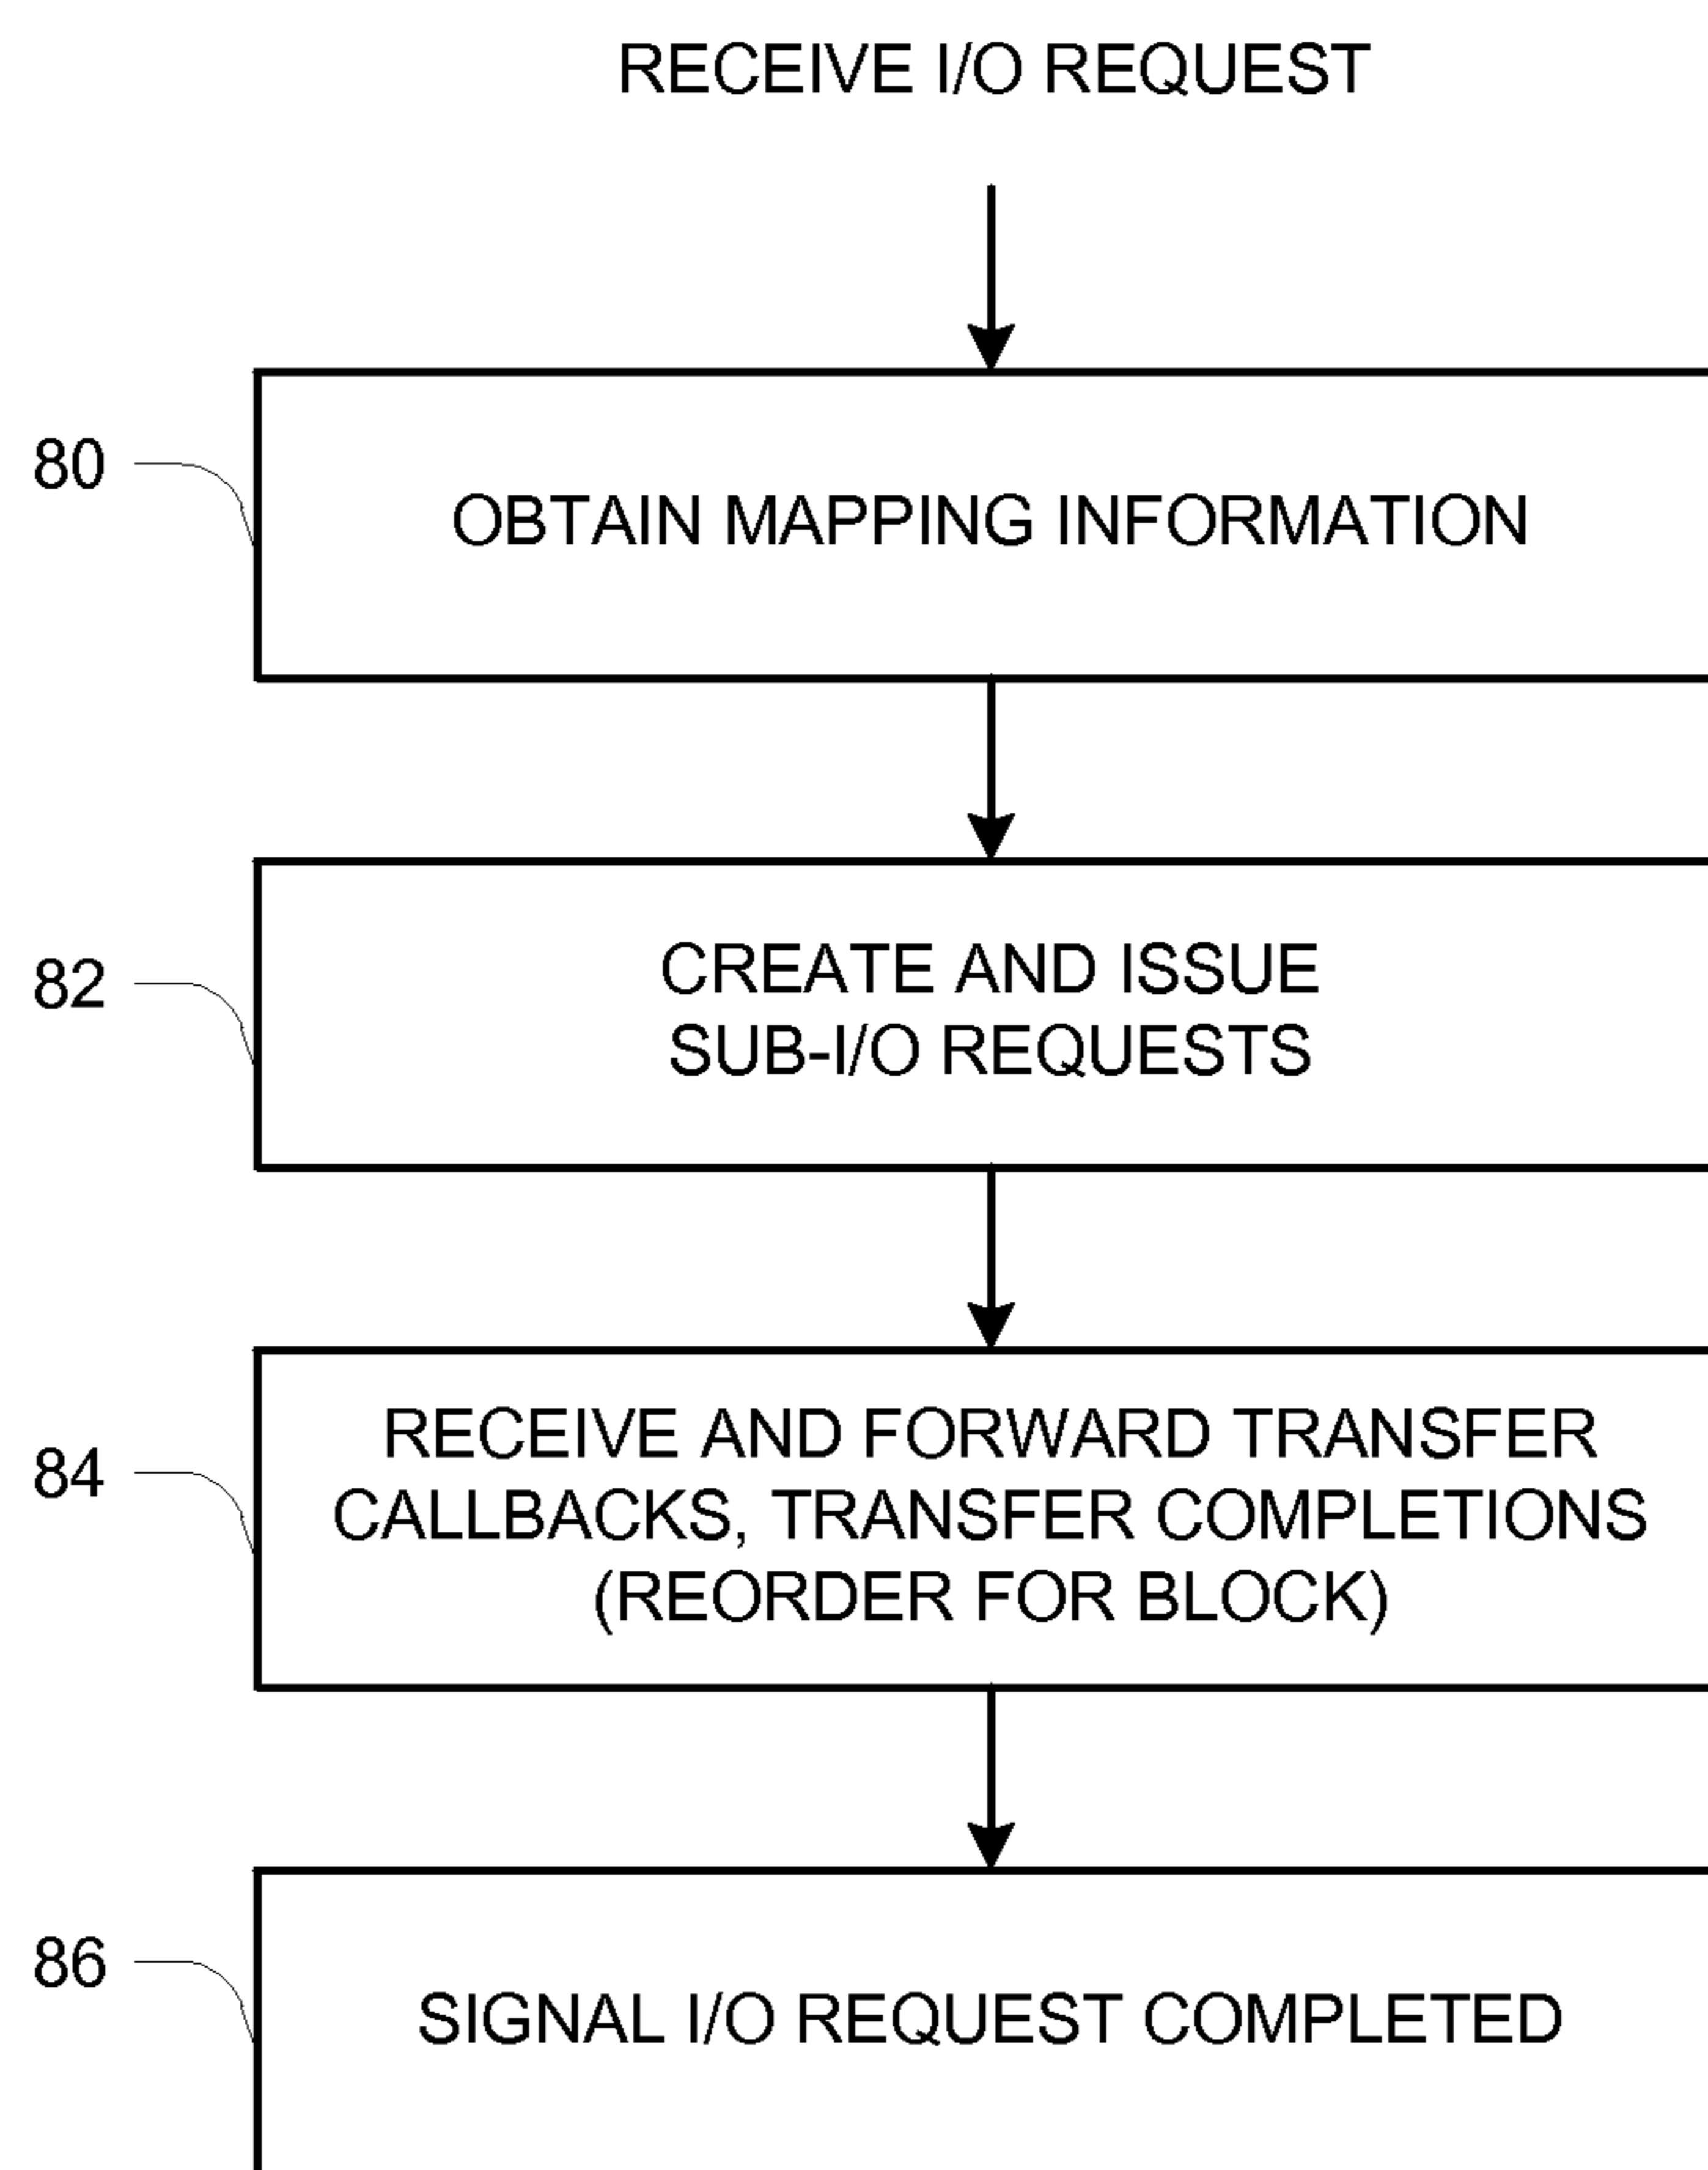 RECEIVE I/O REQUEST
80
OBTAIN MAPPING INFORMATION
82
CREATE AND ISSUE
SUB-I/O REQUESTS
84
RECEIVE AND FORWARD TRANSFER
CALLBACKS, TRANSFER COMPLETIONS
(REORDER FOR BLOCK)
86
SIGNAL I/O REQUEST COMPLETED